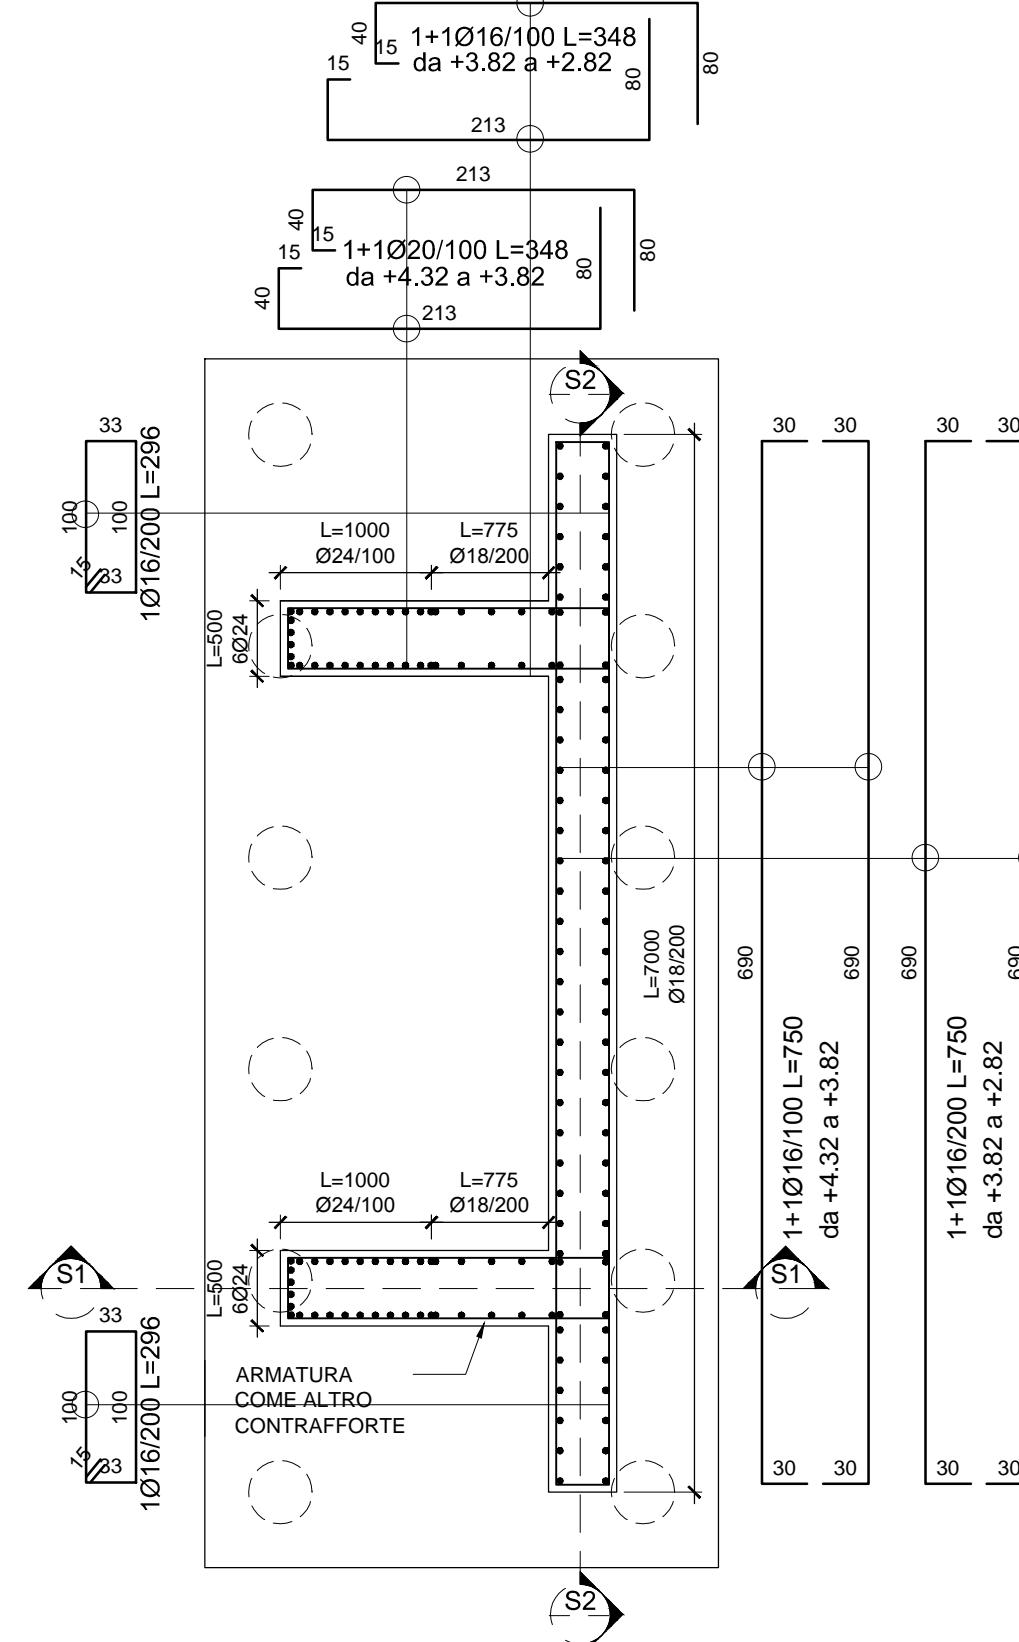 40
15
1+1Ø16/100 L=348
da +3.82 a +2.82
15
80
80
213
213
40
15
1+1Ø20/100 L=348
da +4.32 a +3.82
15
80
80
40
213
S2
33
30
30
30
30
1Ø16/200 L=296
100
100
15
33
L=1000
Ø24/100
L=775
Ø18/200
L=500
6Ø24
L=7000
Ø18/200
690
690
690
690
1+1Ø16/100 L=750
da +4.32 a +3.82
1+1Ø16/200 L=750
da +3.82 a +2.82
L=1000
Ø24/100
L=775
Ø18/200
S1
S1
L=500
6Ø24
33
1Ø16/200 L=296
100
100
15
33
ARMATURA
COME ALTRO
CONTRAFFORTE
30
30
30
30
S2